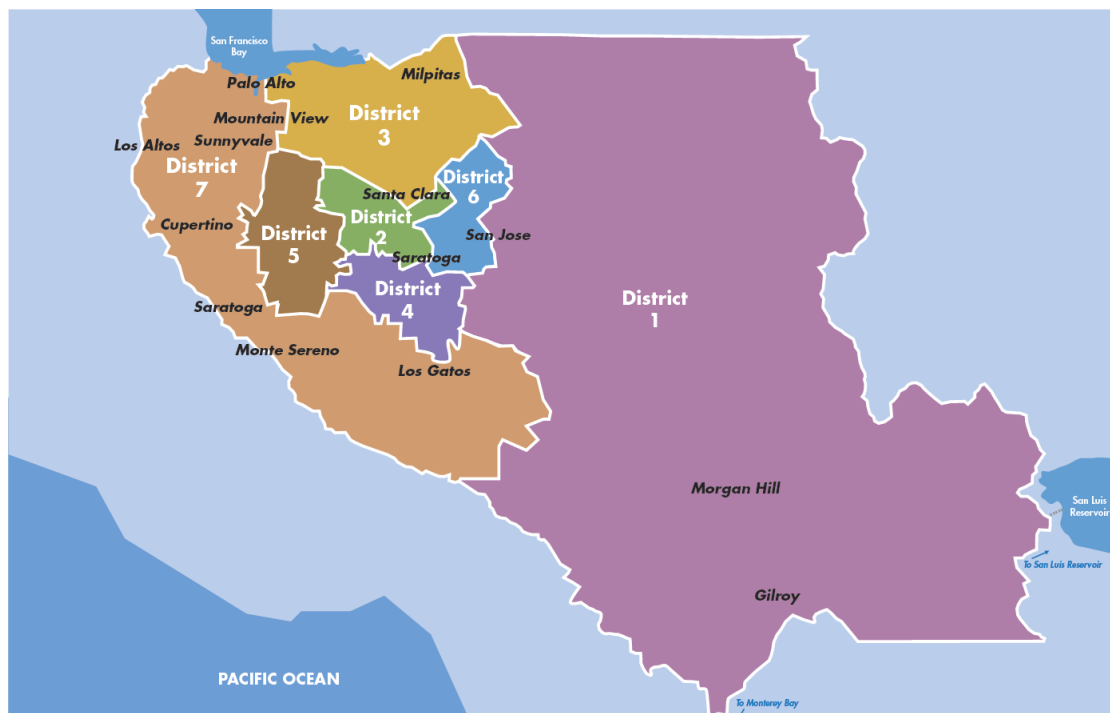 San Francisco
Bay
Palo Alto
Milpitas
Mountain View
District
3
Sunnyvale
Los Altos
District
7
Santa Clara
District
6
District
2
Cupertino
District
5
San Jose
Saratoga
District
4
District
1
Saratoga
Monte Sereno
Los Gatos
Morgan Hill
San Luis
Reservoir
To San Luis Reservoir
Gilroy
PACIFIC OCEAN
To Monterey Bay